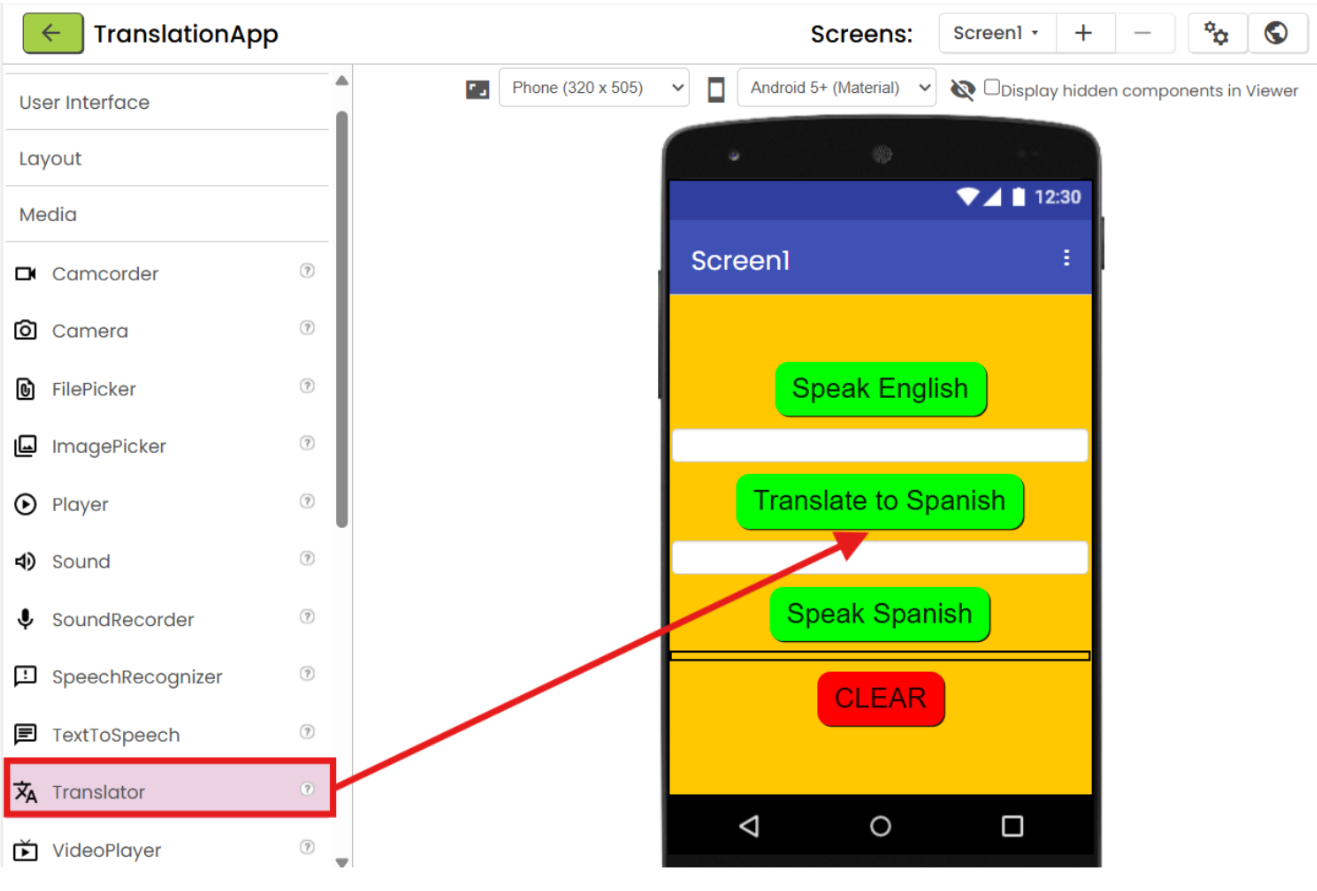 TranslationApp
Screens:
Screen1
Phone (320 x 505)
Android 5+ (Material)
Display hidden components in Viewer
User Interface
Layout
Media
Camcorder
Camera
FilePicker
ImagePicker
Player
Sound
SoundRecorder
SpeechRecognizer
TextToSpeech
Translator
VideoPlayer
12:30
Screen1
Speak English
Translate to Spanish
Speak Spanish
CLEAR